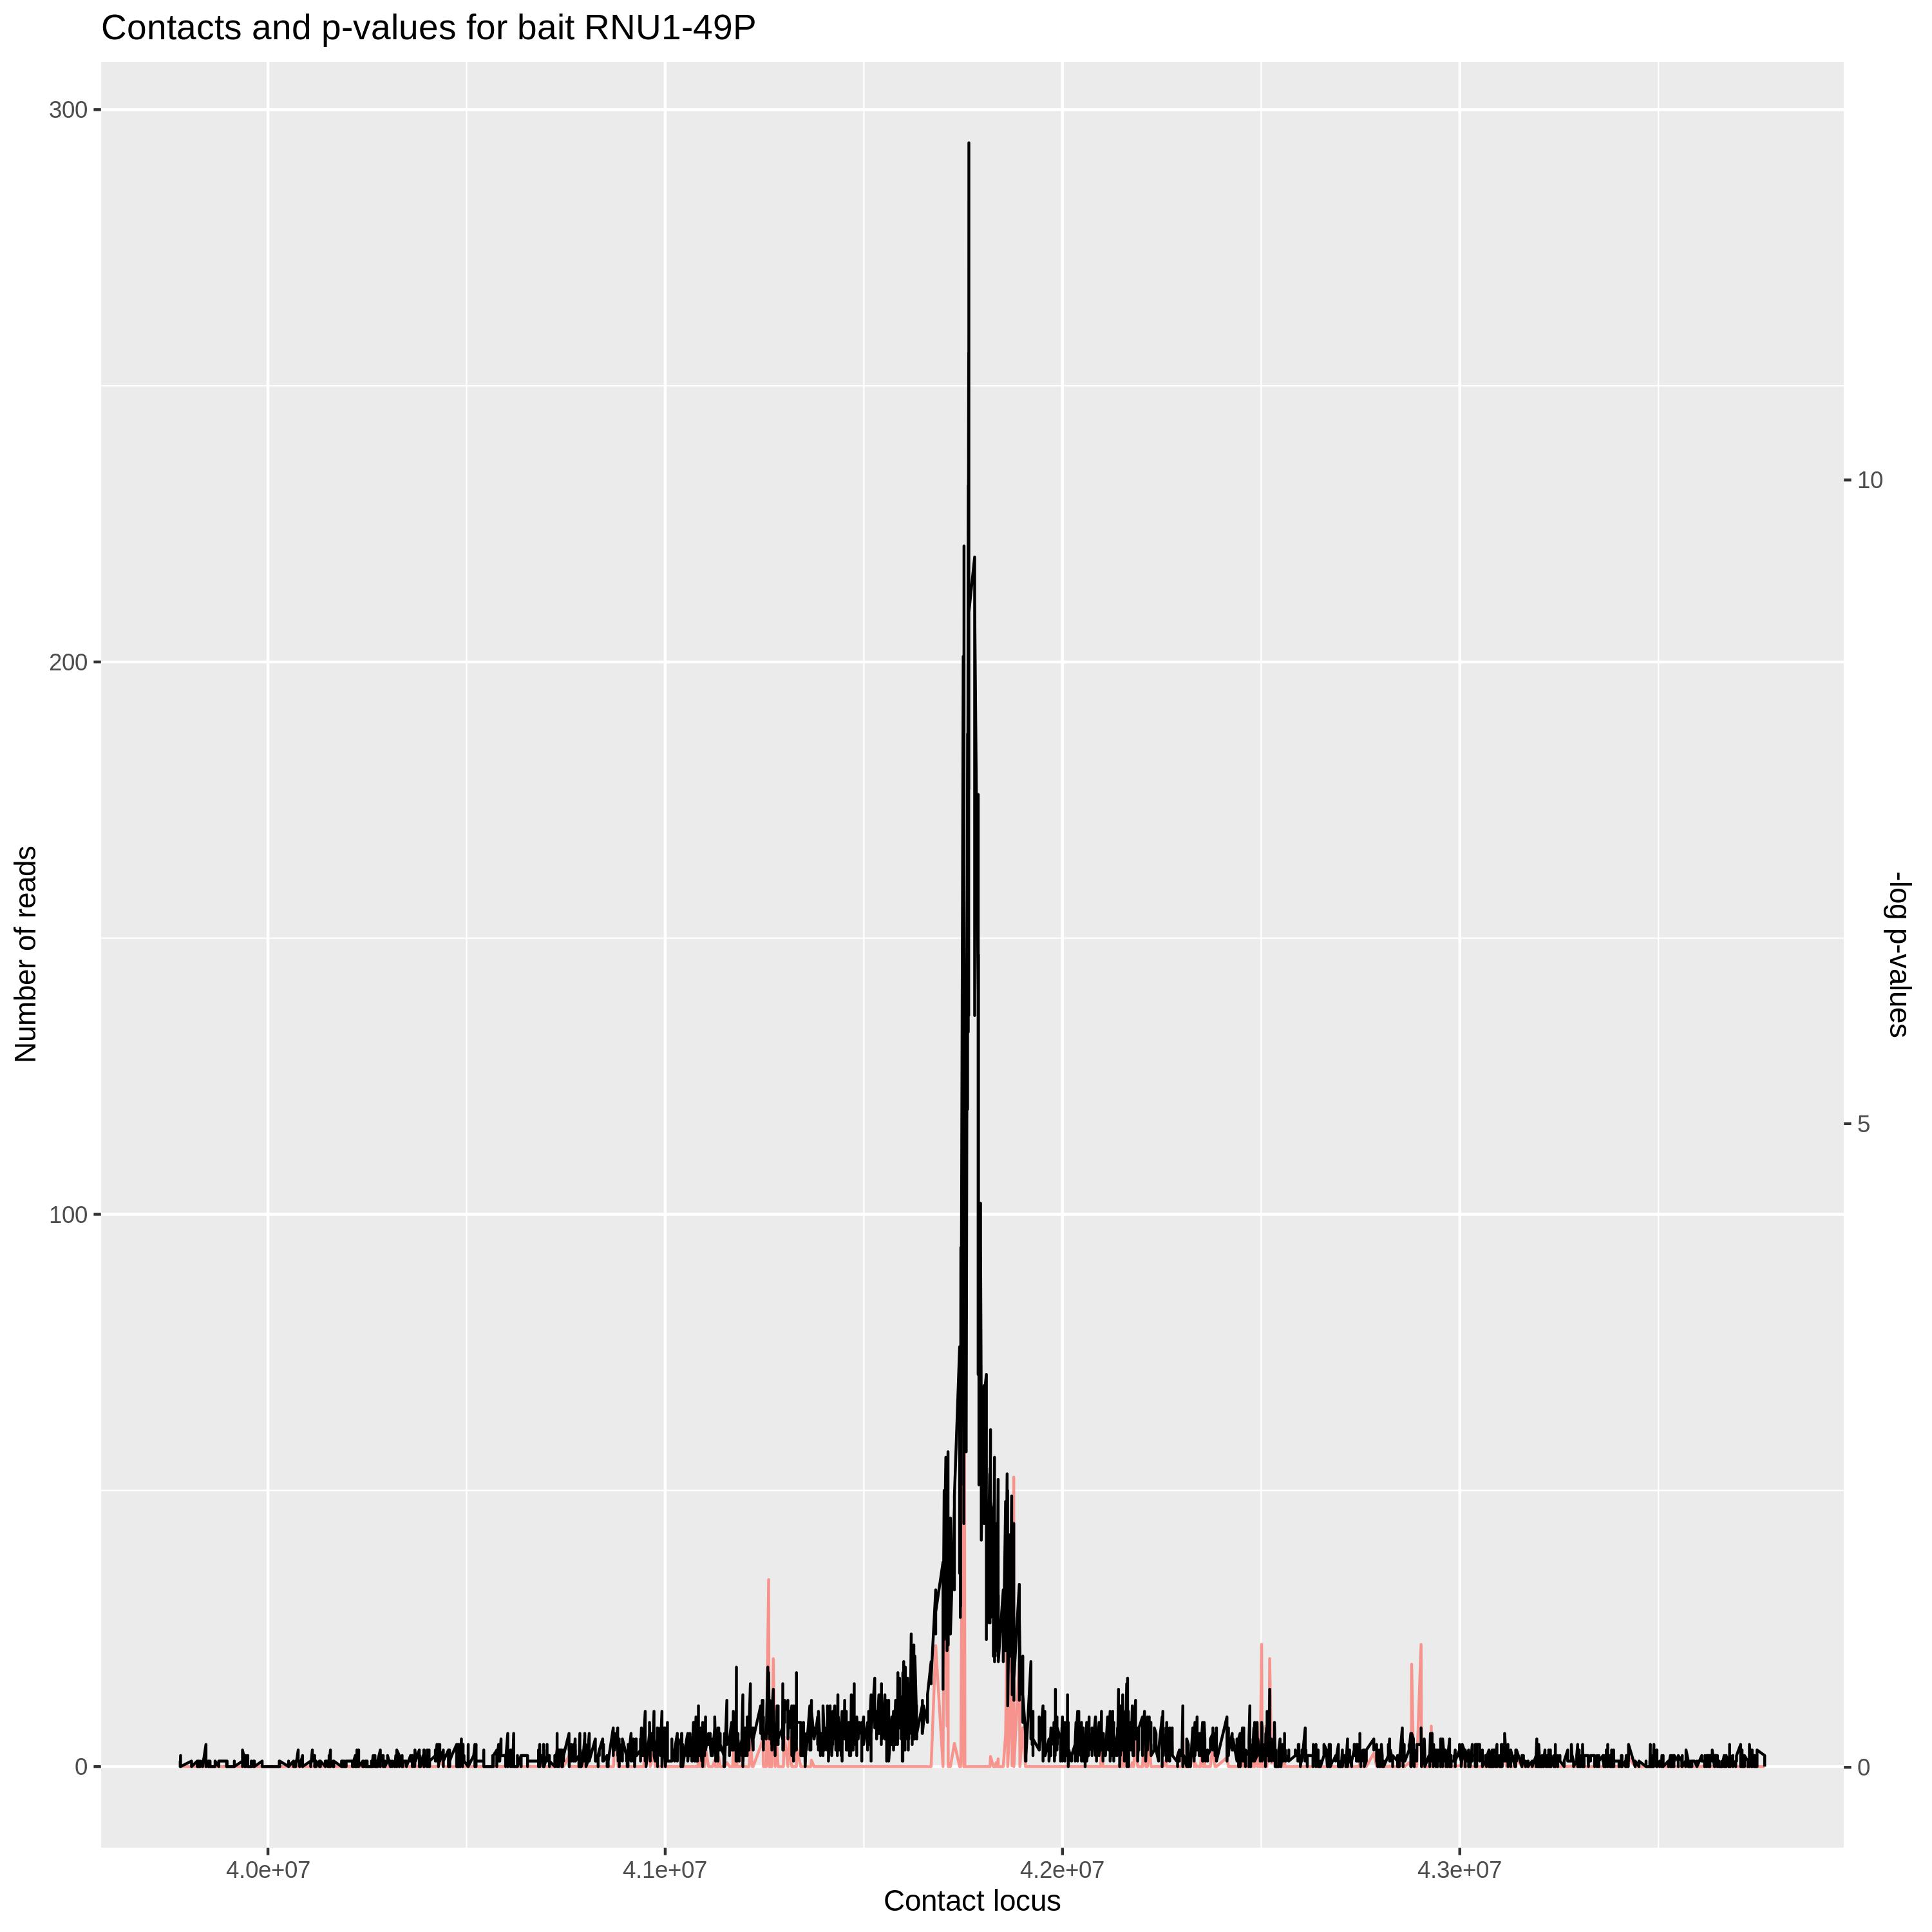 Contacts and p-values for bait RNU1-49P
300
200
100
0
Number of reads
10
5
0
-log p-values
4.0e+07
4.1e+07
4.2e+07
4.3e+07
Contact locus